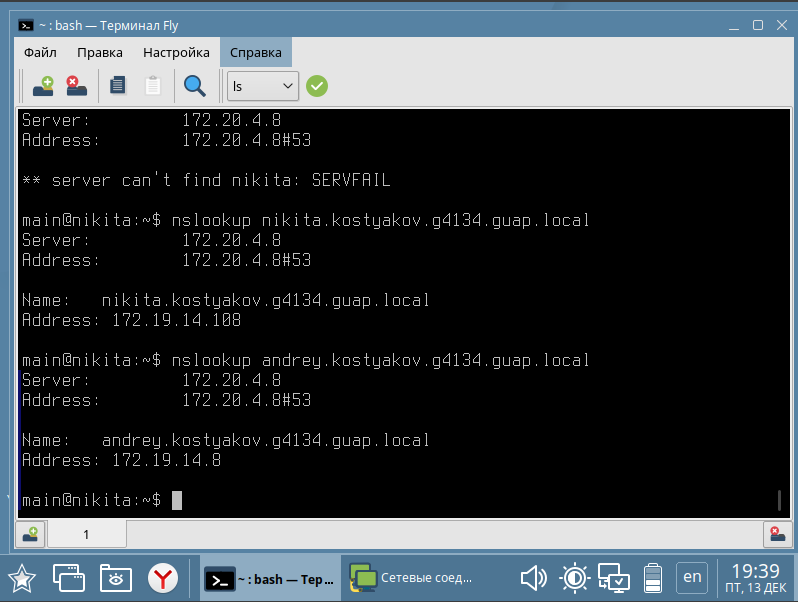 ~ : bash — Терминал Fly
Файл Правка Настройка Справка
ls
Server: 172.20.4.8
Address: 172.20.4.8#53
** server can't find nikita: SERVFAIL
main@nikita:~$ nslookup nikita.kostyakov.g4134.guap.local
Server: 172.20.4.8
Address: 172.20.4.8#53
Name: nikita.kostyakov.g4134.guap.local
Address: 172.19.14.108
main@nikita:~$ nslookup andrey.kostyakov.g4134.guap.local
Server: 172.20.4.8
Address: 172.20.4.8#53
Name: andrey.kostyakov.g4134.guap.local
Address: 172.19.14.8
main@nikita:~$
1
~ : bash — Тер...
Сетевые соед...
en
19:39
ПТ, 13 ДЕК